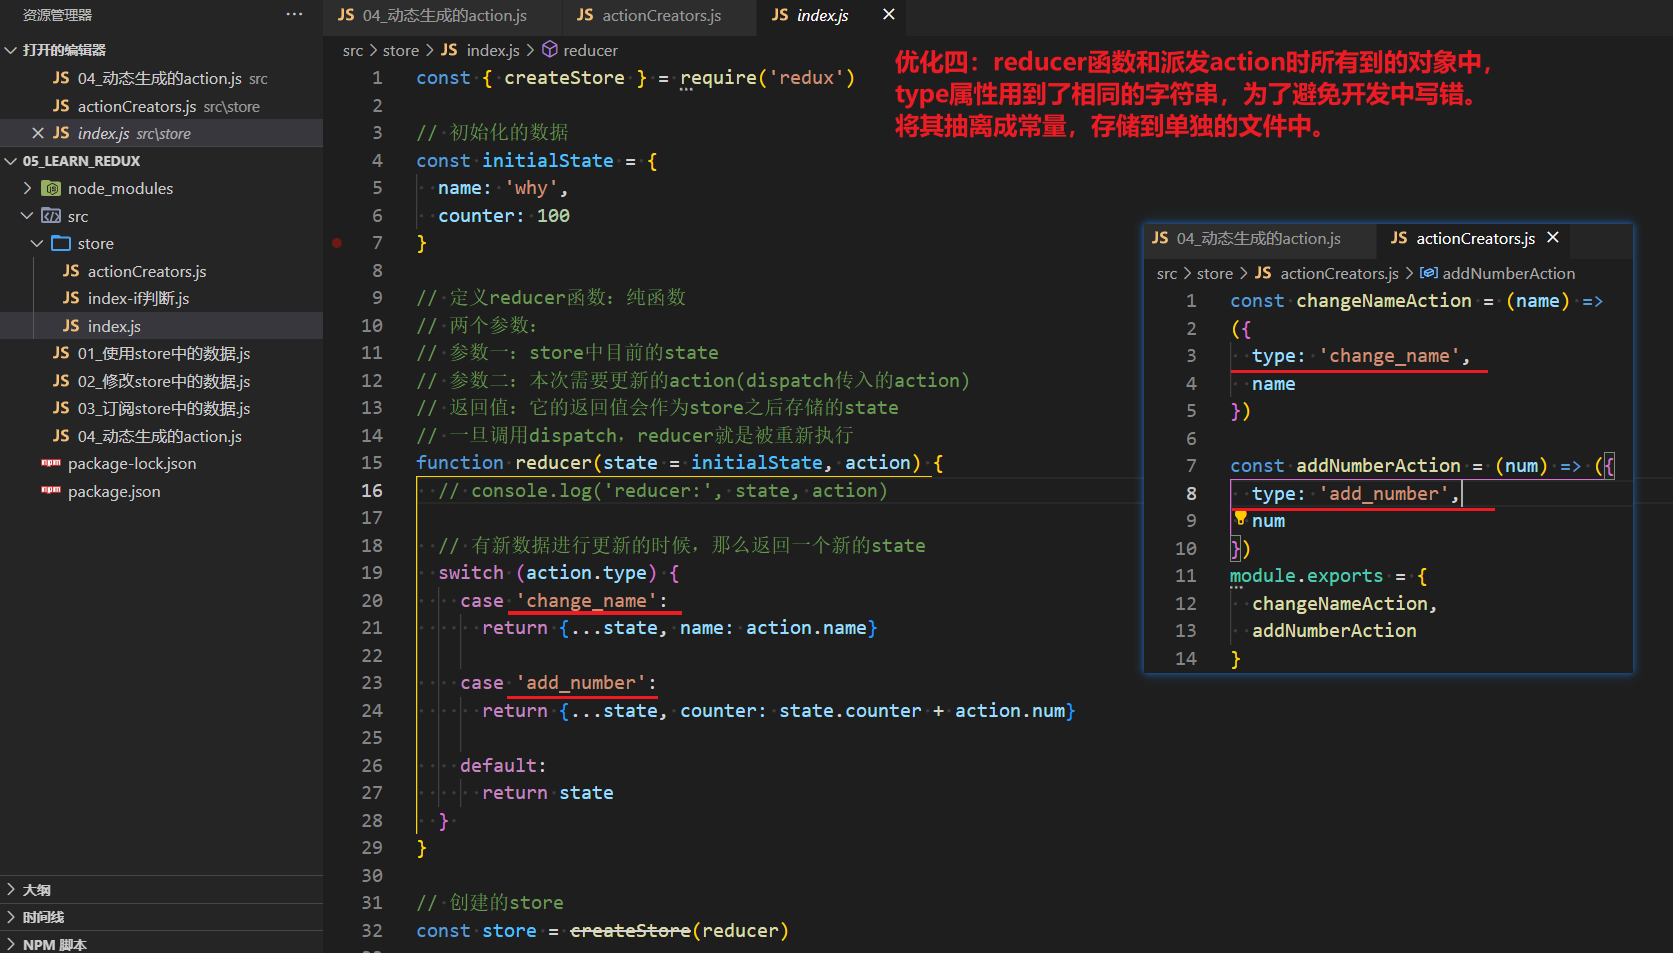 资源管理器 ···
打开的编辑器
JS 04_动态生成的action.js src
JS actionCreators.js src\store
JS index.js src\store
05_LEARN_REDUX
node_modules
src
store
JS actionCreators.js
JS index-if判断.js
JS index.js
JS 01_使用store中的数据.js
JS 02_修改store中的数据.js
JS 03_订阅store中的数据.js
JS 04_动态生成的action.js
npm package-lock.json
npm package.json
大纲
时间线
NPM 脚本
JS 04_动态生成的action.js JS actionCreators.js JS index.js
src > store > JS index.js > reducer
1 const { createStore } = require('redux')
2
3 // 初始化的数据
4 const initialState = {
5 name: 'why',
6 counter: 100
7 }
8
9 // 定义reducer函数：纯函数
10 // 两个参数：
11 // 参数一：store中目前的state
12 // 参数二：本次需要更新的action(dispatch传入的action)
13 // 返回值：它的返回值会作为store之后存储的state
14 // 一旦调用dispatch，reducer就是被重新执行
15 function reducer(state = initialState, action) {
16 // console.log('reducer:', state, action)
17
18 // 有新数据进行更新的时候，那么返回一个新的state
19 switch (action.type) {
20 case 'change_name':
21 return {...state, name: action.name}
22
23 case 'add_number':
24 return {...state, counter: state.counter + action.num}
25
26 default:
27 return state
28 }
29 }
30
31 // 创建的store
32 const store = createStore(reducer)
优化四：reducer函数和派发action时所有到的对象中，
type属性用到了相同的字符串，为了避免开发中写错。
将其抽离成常量，存储到单独的文件中。
JS 04_动态生成的action.js JS actionCreators.js
src > store > JS actionCreators.js > addNumberAction
1 const changeNameAction = (name) =>
2 ({
3 type: 'change_name',
4 name
5 })
6
7 const addNumberAction = (num) => ({
8 type: 'add_number',
9 num
10 })
11 module.exports = {
12 changeNameAction,
13 addNumberAction
14 }